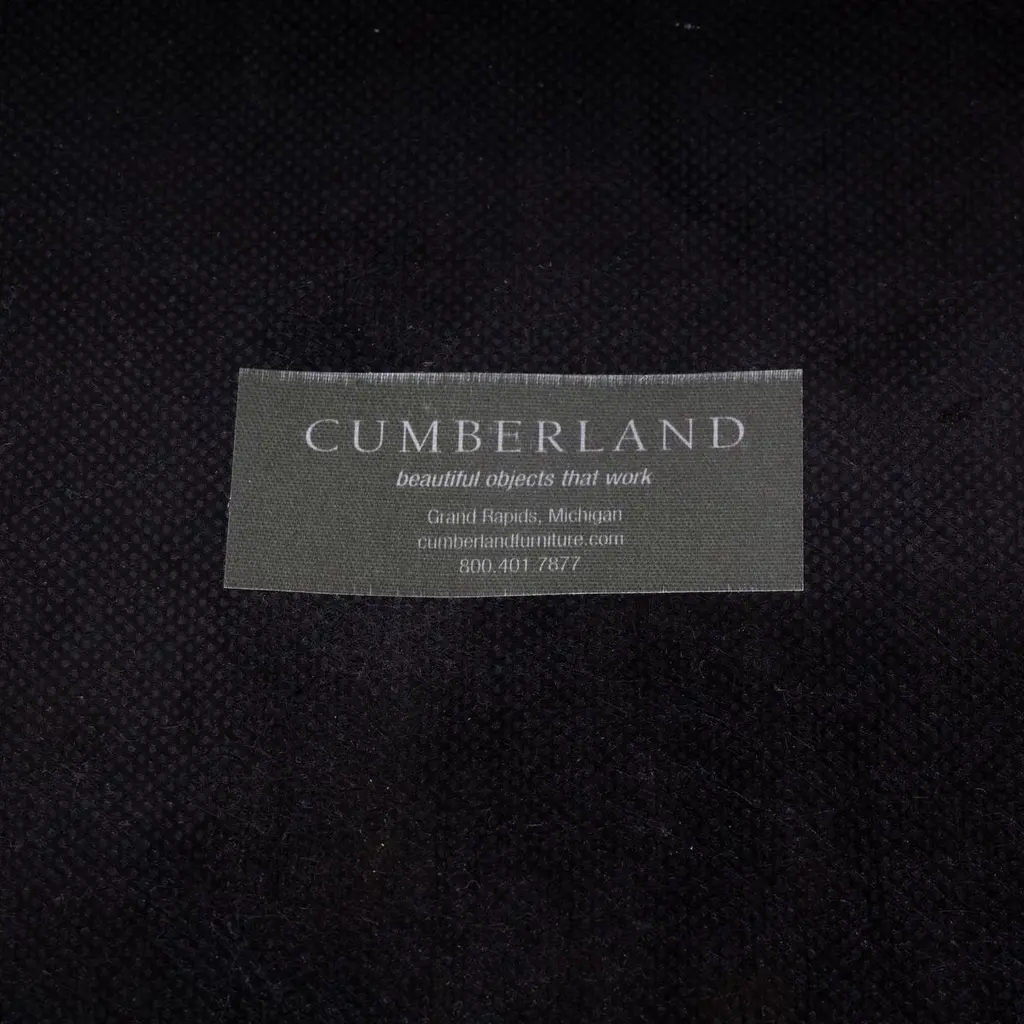 CUMBERLAND
beautiful objects that work
Grand Rapids, Michigan
cumberlandfurniture.com
800.401.7877